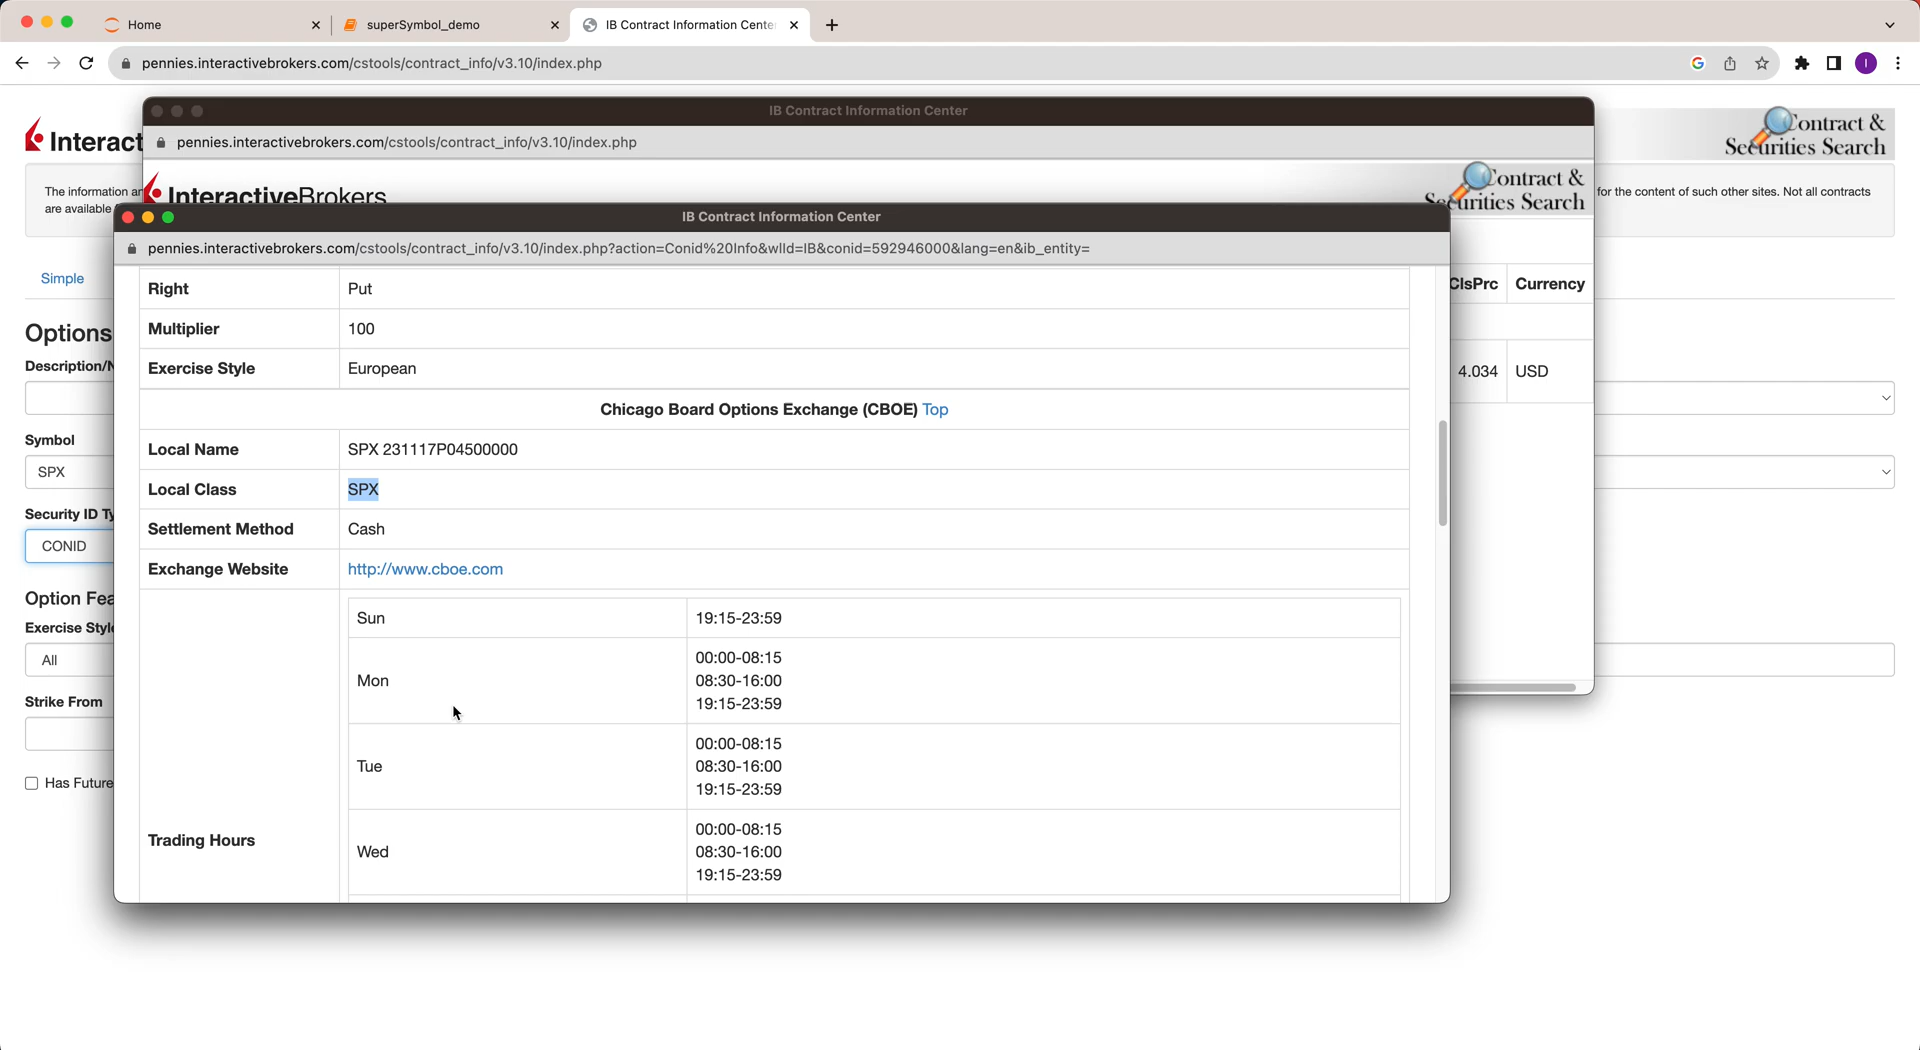 Home
superSymbol_demo
IB Contract Information Cente
pennies.interactivebrokers.com/cstools/contract_info/v3.10/index.php
I
IB Contract Information Center
pennies.interactivebrokers.com/cstools/contract_info/v3.10/index.php
Interact
InteractiveBrokers
Contract &
Securities Search
Contract &
Securities Search
The information an
are available
for the content of such other sites. Not all contracts
IB Contract Information Center
pennies.interactivebrokers.com/cstools/contract_info/v3.10/index.php?action=Conid%20Info&wlId=IB&conid=592946000&lang=en&ib_entity=
Simple
Options
Description/N
Symbol
SPX
Security ID Ty
CONID
Option Fea
Exercise Style
All
Strike From
Has Future
ClsPrc Currency
4.034 USD
Right Put
Multiplier 100
Exercise Style European
Chicago Board Options Exchange (CBOE) Top
Local Name SPX 231117P04500000
Local Class SPX
Settlement Method Cash
Exchange Website http://www.cboe.com
Trading Hours
Sun 19:15-23:59
Mon 00:00-08:15
08:30-16:00
19:15-23:59
Tue 00:00-08:15
08:30-16:00
19:15-23:59
Wed 00:00-08:15
08:30-16:00
19:15-23:59